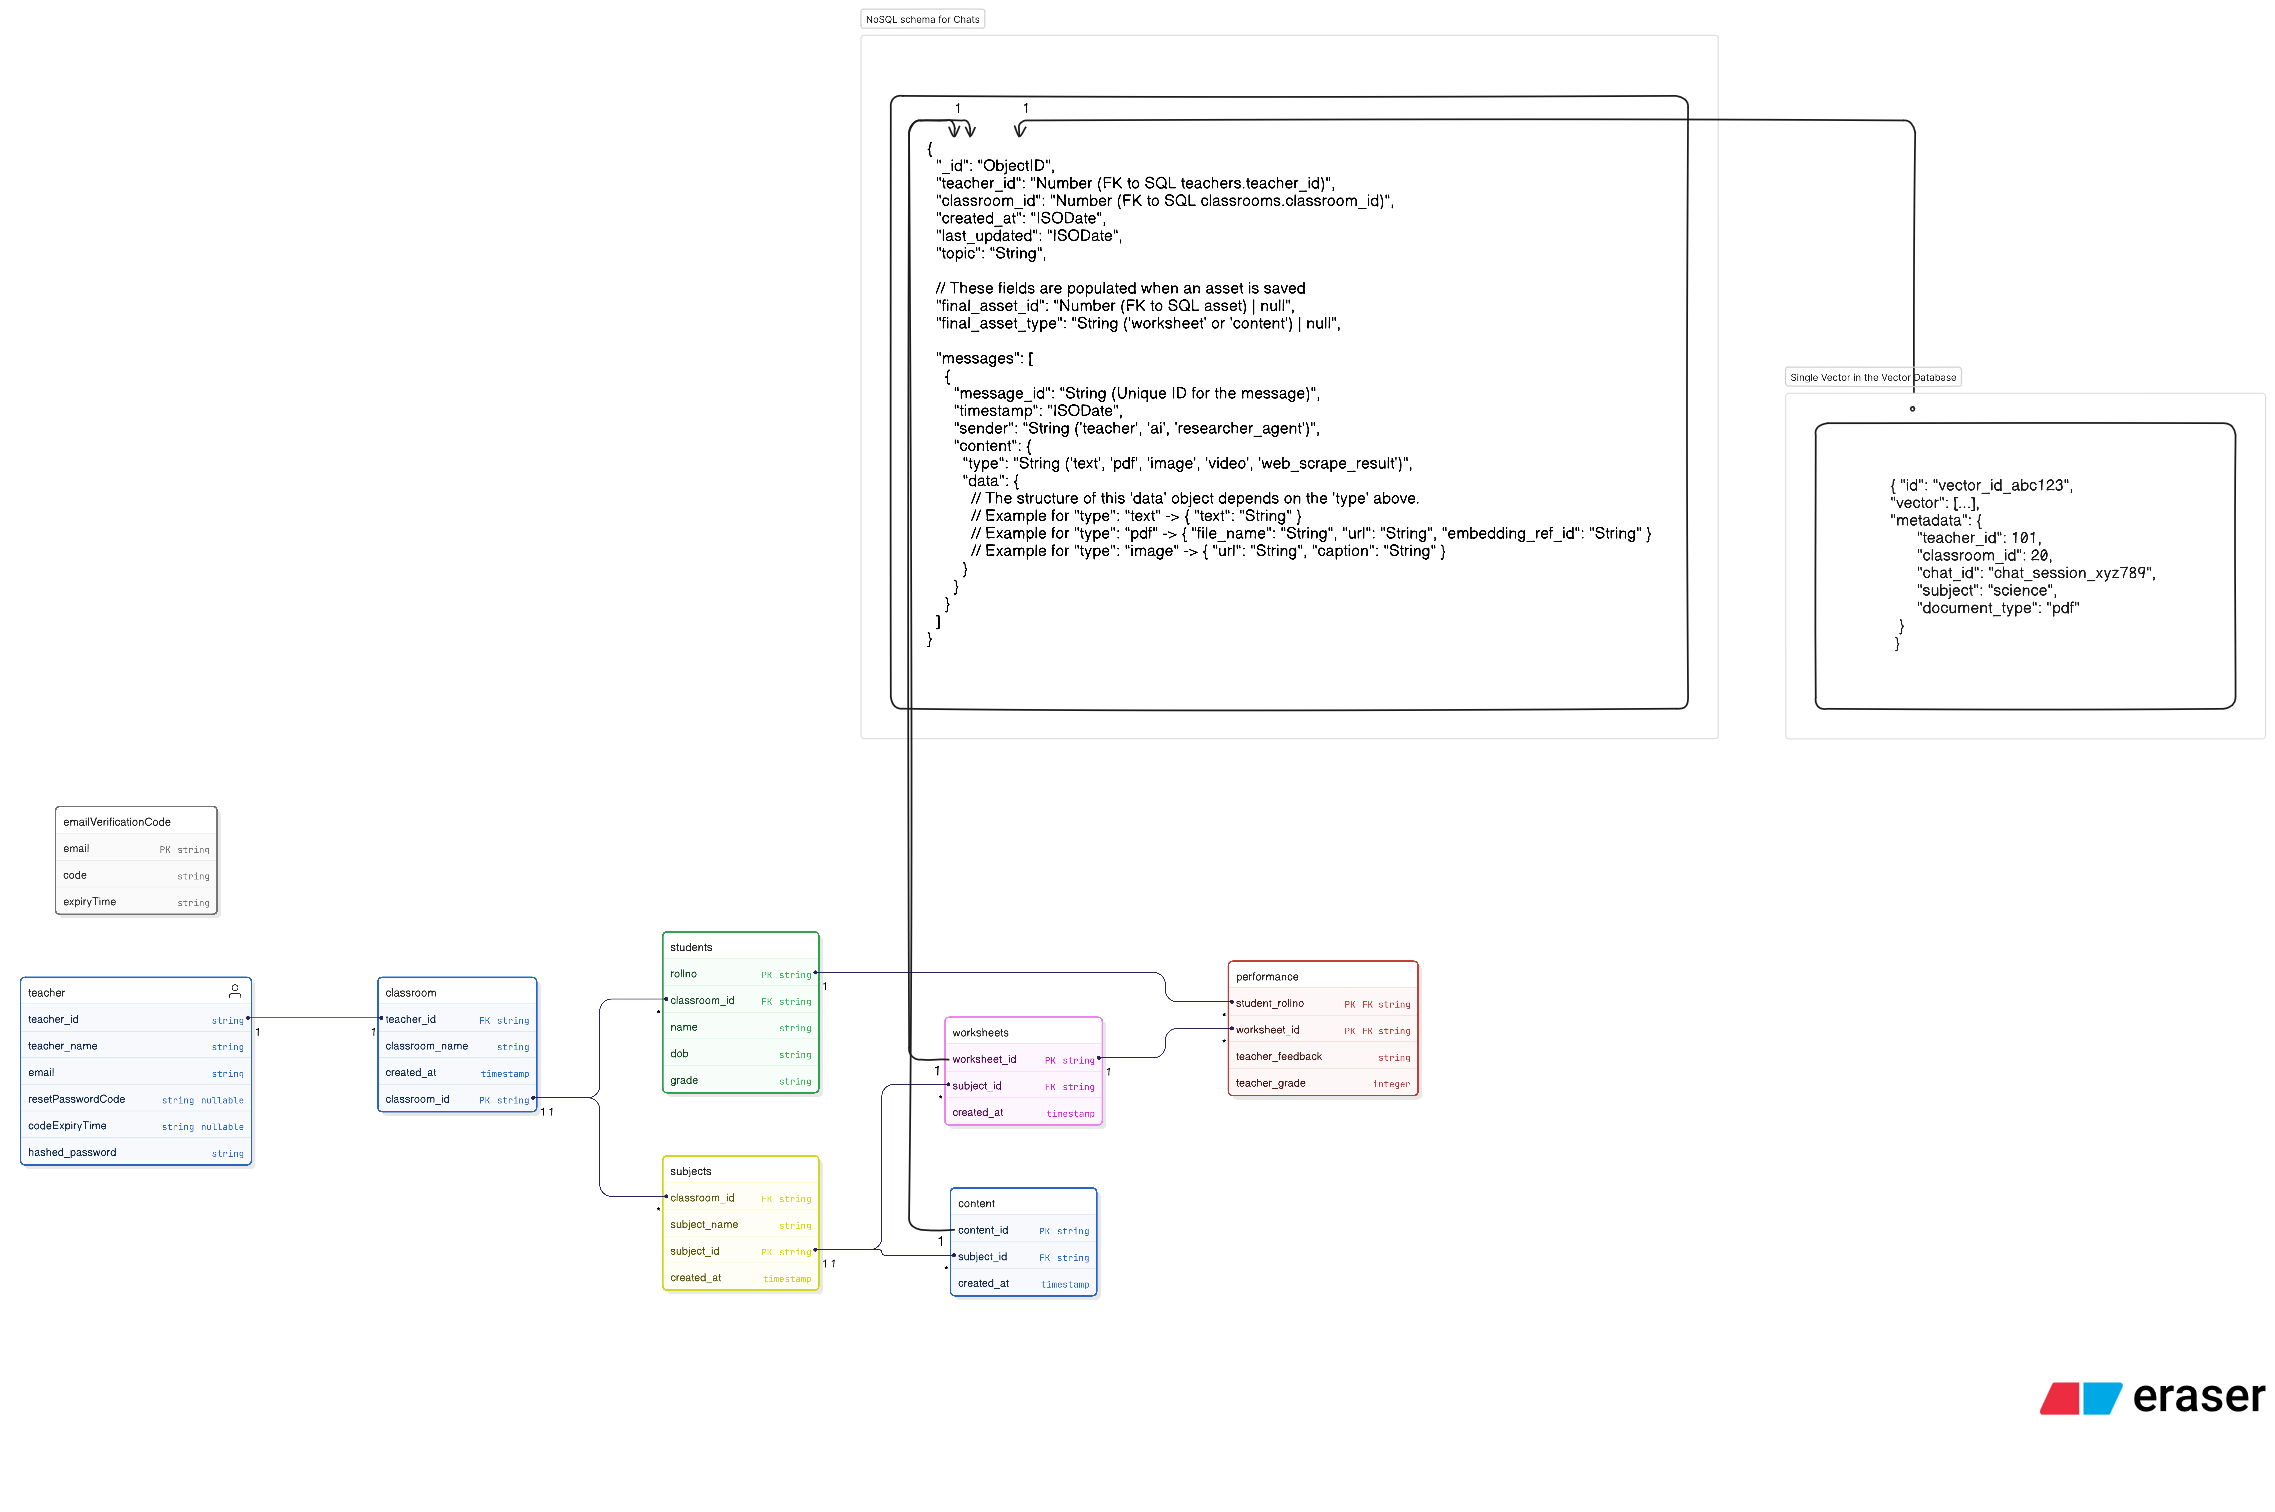 NoSQL schema for Chats
1 1
{
"_id": "ObjectID",
"teacher_id": "Number (FK to SQL teachers.teacher_id)",
"classroom_id": "Number (FK to SQL classrooms.classroom_id)",
"created_at": "ISODate",
"last_updated": "ISODate",
"topic": "String",
// These fields are populated when an asset is saved
"final_asset_id": "Number (FK to SQL asset) | null",
"final_asset_type": "String ('worksheet' or 'content') | null",
"messages": [
{
"message_id": "String (Unique ID for the message)",
"timestamp": "ISODate",
"sender": "String ('teacher', 'ai', 'researcher_agent')",
"content": {
"type": "String ('text', 'pdf', 'image', 'video', 'web_scrape_result')",
"data": {
// The structure of this 'data' object depends on the 'type' above.
// Example for "type": "text" -> { "text": "String" }
// Example for "type": "pdf" -> { "file_name": "String", "url": "String", "embedding_ref_id": "String" }
// Example for "type": "image" -> { "url": "String", "caption": "String" }
}
}
}
]
}
Single Vector in the Vector Database
{ "id": "vector_id_abc123",
"vector": [...],
"metadata": {
"teacher_id": 101,
"classroom_id": 20,
"chat_id": "chat_session_xyz789",
"subject": "science",
"document_type": "pdf"
}
}
emailVerificationCode
email PK string
code string
expiryTime string
teacher
teacher_id string
teacher_name string
email string
resetPasswordCode string nullable
codeExpiryTime string nullable
hashed_password string
1 1
classroom
teacher_id FK string
classroom_name string
created_at timestamp
classroom_id PK string
1 1
students
rollno PK string
classroom_id FK string
name string
dob string
grade string
1
*
subjects
classroom_id FK string
subject_name string
subject_id PK string
created_at timestamp
*
1 1
worksheets
worksheet_id PK string
subject_id FK string
created_at timestamp
1 1
*
content
content_id PK string
subject_id FK string
created_at timestamp
1
*
performance
student_rollno PK FK string
worksheet_id PK FK string
teacher_feedback string
teacher_grade integer
*
*
eraser